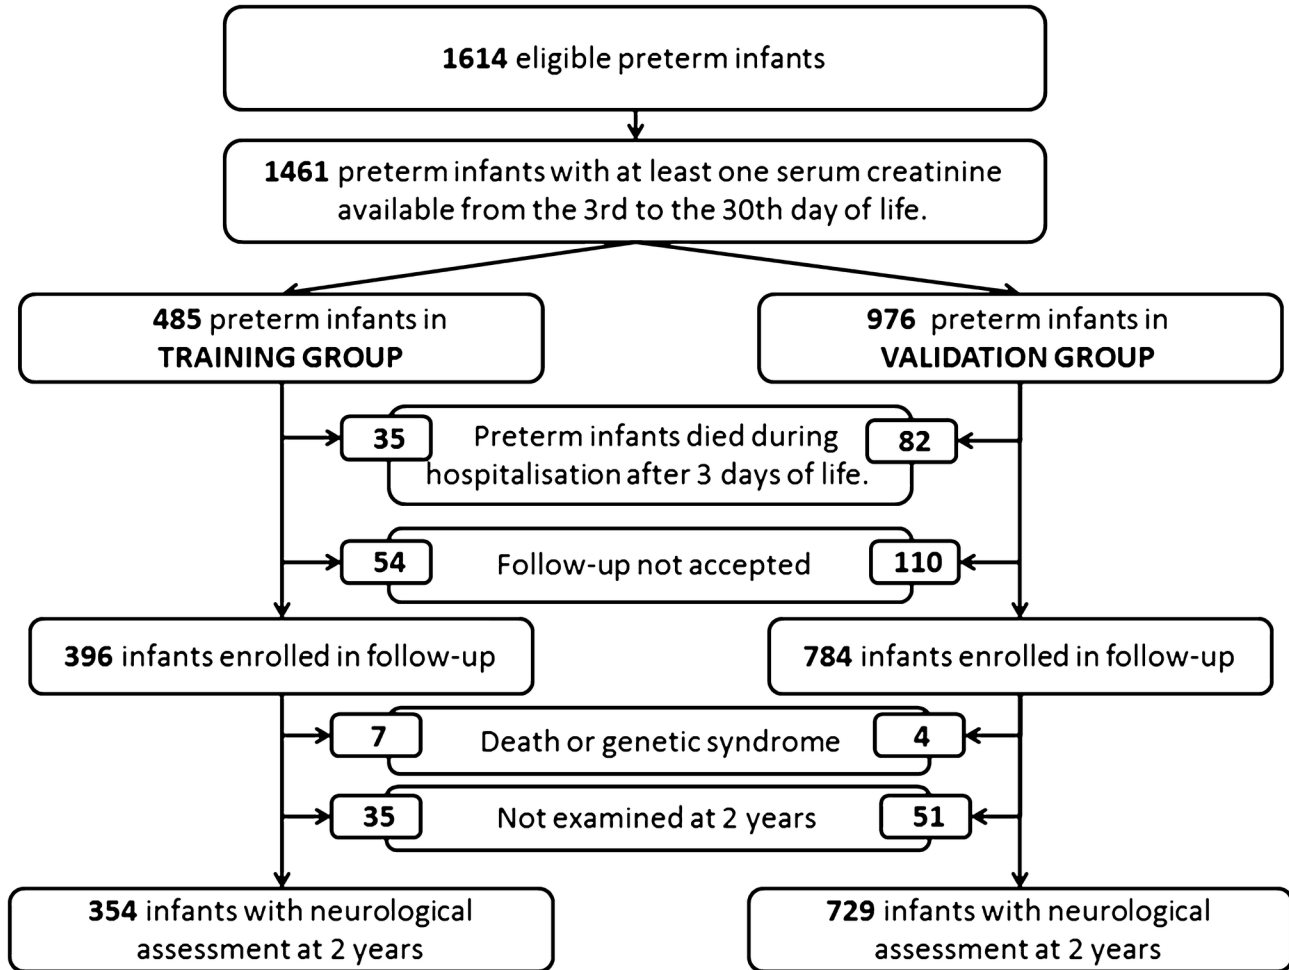 1614 eligible preterm infants
1461 preterm infants with at least one serum creatinine
available from the 3rd to the 30th day of life.
485 preterm infants in
TRAINING GROUP
976 preterm infants in
VALIDATION GROUP
35
Preterm infants died during
hospitalisation after 3 days of life.
82
54
Follow-up not accepted
110
396 infants enrolled in follow-up
784 infants enrolled in follow-up
7
Death or genetic syndrome
4
35
Not examined at 2 years
51
354 infants with neurological
assessment at 2 years
729 infants with neurological
assessment at 2 years